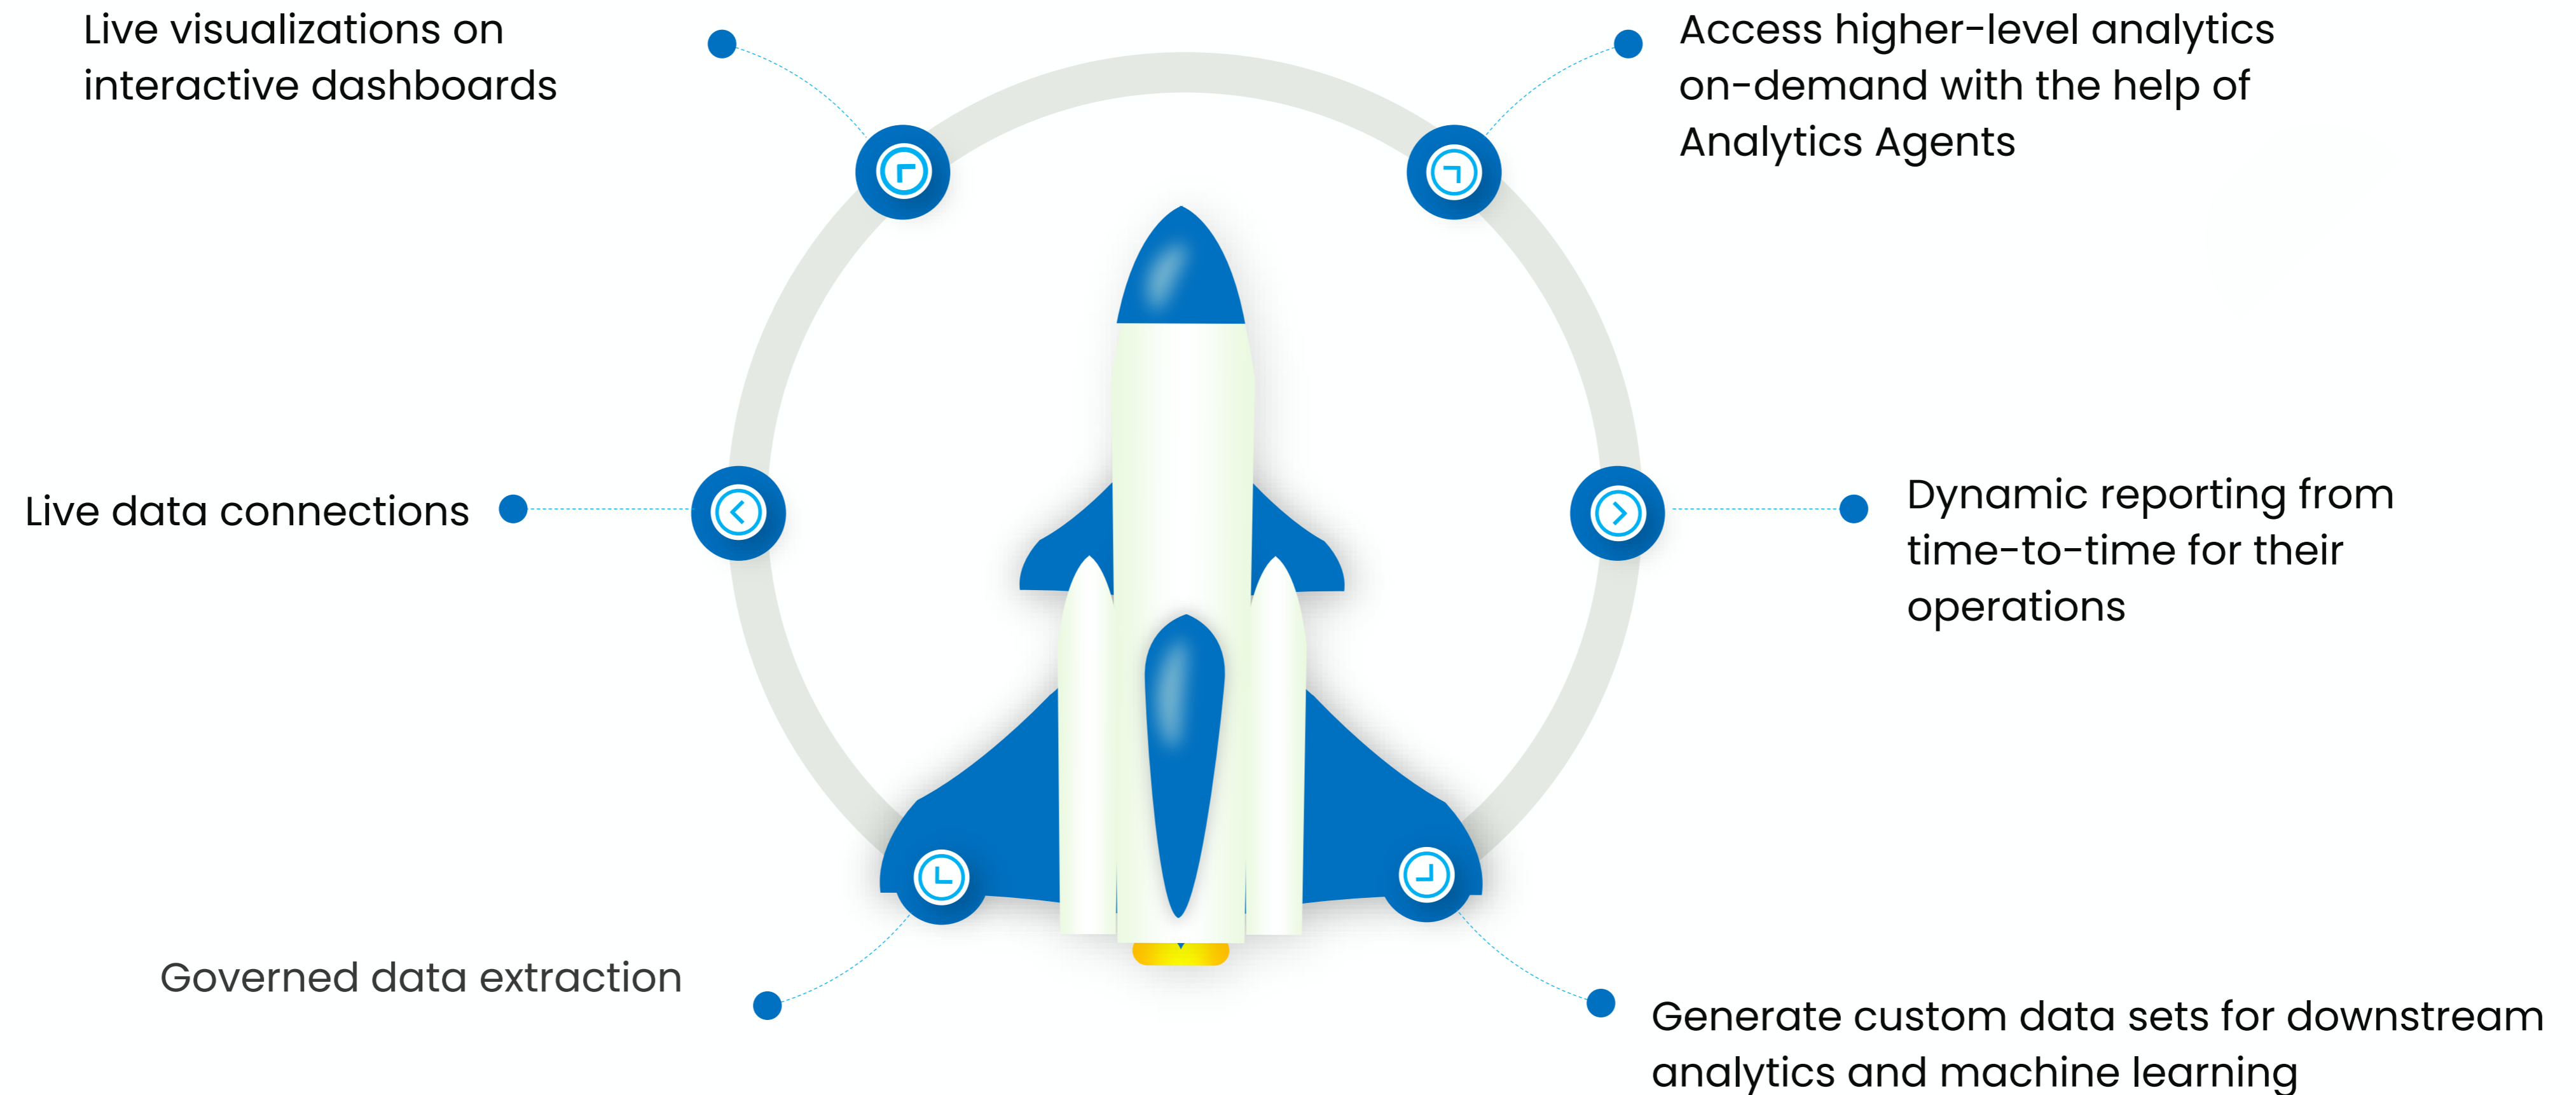 Live visualizations on
interactive dashboards
Access higher-level analytics
on-demand with the help of
Analytics Agents
Live data connections
Dynamic reporting from
time-to-time for their
operations
Governed data extraction
Generate custom data sets for downstream
analytics and machine learning